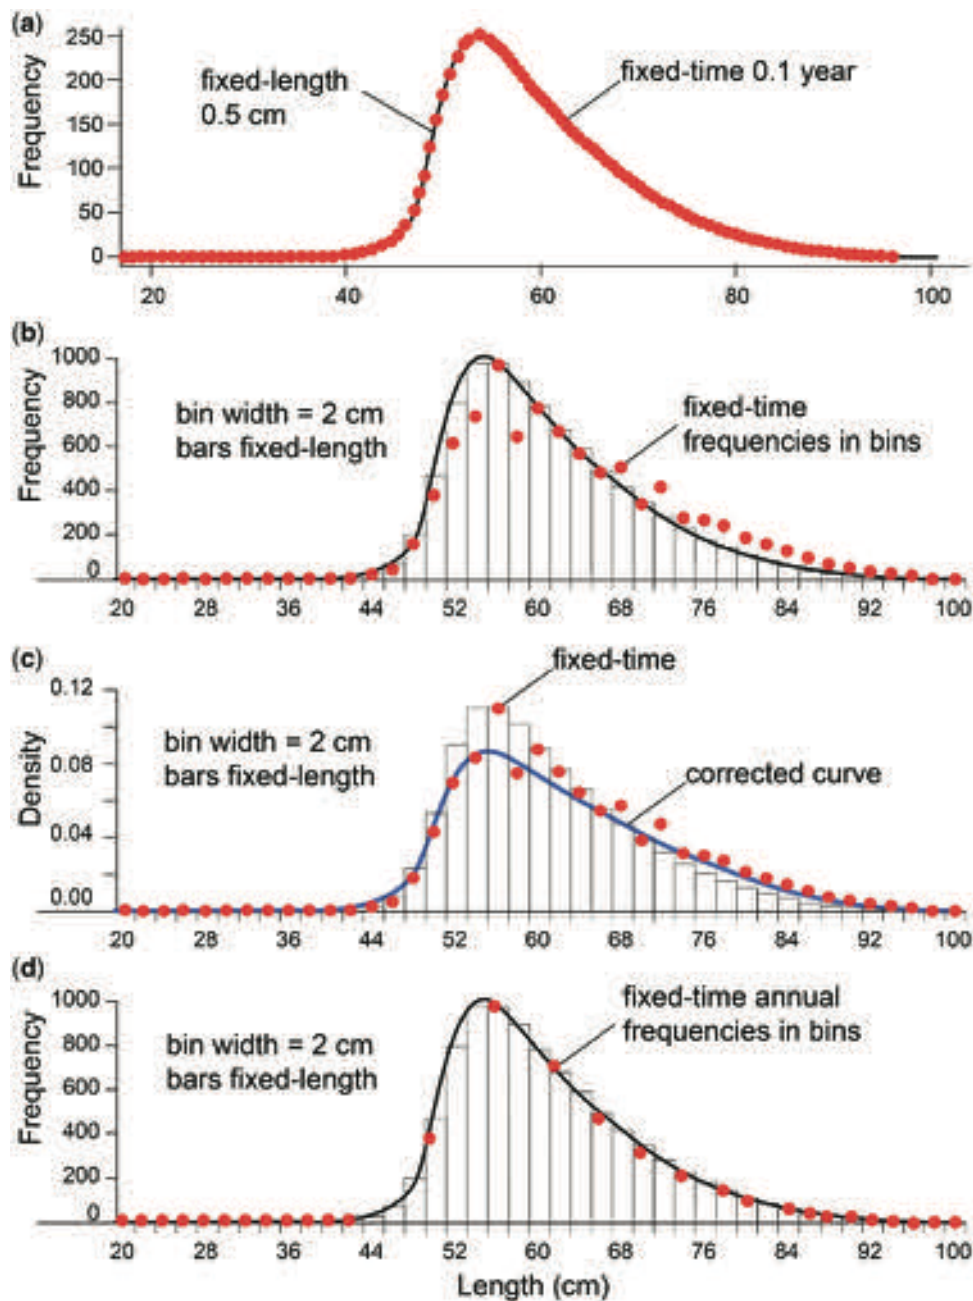 (a)
Frequency
250
200
150
100
50
0
fixed-length
0.5 cm
fixed-time 0.1 year
20 40 60 80 100
(b)
Frequency
1000
800
600
400
200
0
bin width = 2 cm
bars fixed-length
fixed-time
frequencies in bins
20 28 36 44 52 60 68 76 84 92 100
(c)
Density
0.12
0.08
0.04
0.00
bin width = 2 cm
bars fixed-length
fixed-time
corrected curve
20 28 36 44 52 60 68 76 84 92 100
(d)
Frequency
1000
800
600
400
200
0
bin width = 2 cm
bars fixed-length
fixed-time annual
frequencies in bins
20 28 36 44 52 60 68 76 84 92 100
Length (cm)